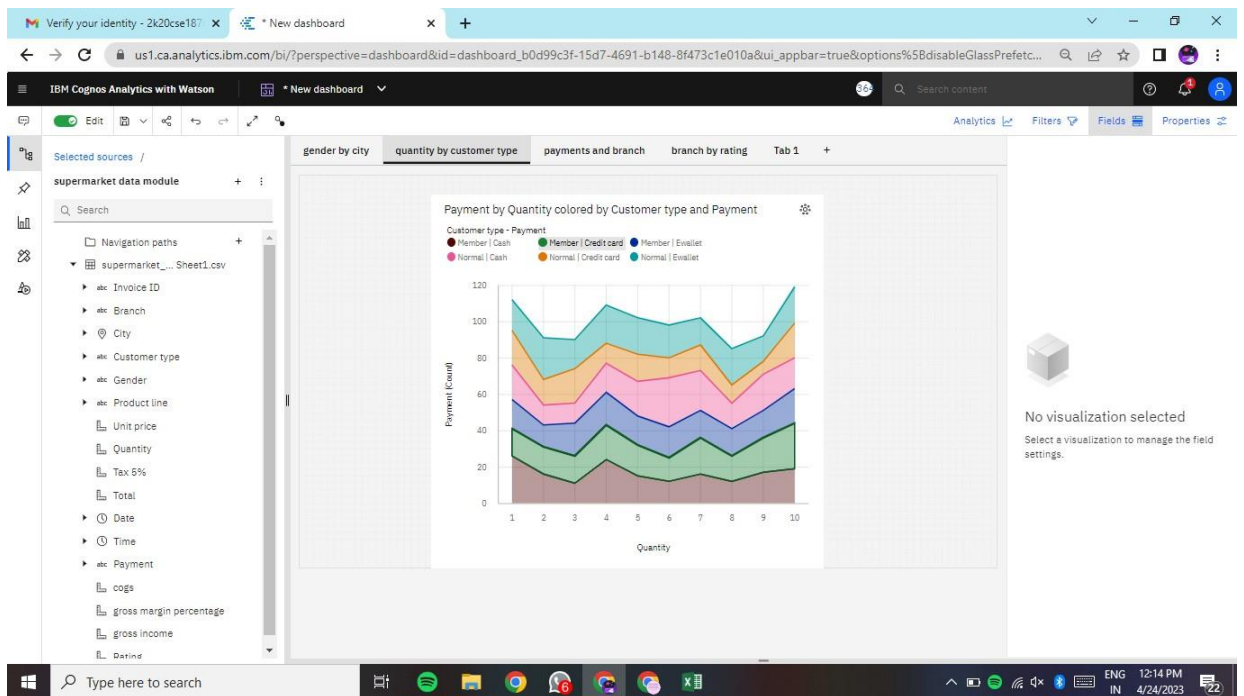 Verify your identity - 2k20cse187
* New dashboard
us1.ca.analytics.ibm.com/bi/?perspective=dashboard&id=dashboard_b0d99c3f-15d7-4691-b148-8f473c1e010a&ui_appbar=true&options%5BdisableGlassPrefetc...
IBM Cognos Analytics with Watson
* New dashboard
Search content
Edit
Analytics
Filters
Fields
Properties
Selected sources /
supermarket data module
Search
Navigation paths
supermarket_... Sheet1.csv
abc Invoice ID
abc Branch
City
abc Customer type
abc Gender
abc Product line
Unit price
Quantity
Tax 5%
Total
Date
Time
abc Payment
cogs
gross margin percentage
gross income
Rating
gender by city
quantity by customer type
payments and branch
branch by rating
Tab 1
+
Payment by Quantity colored by Customer type and Payment
Customer type - Payment
Member | Cash
Member | Credit card
Member | Ewallet
Normal | Cash
Normal | Credit card
Normal | Ewallet
Payment (Count)
120
100
80
60
40
20
0
1 2 3 4 5 6 7 8 9 10
Quantity
No visualization selected
Select a visualization to manage the field
settings.
Type here to search
6
ENG
IN
12:14 PM
4/24/2023
22